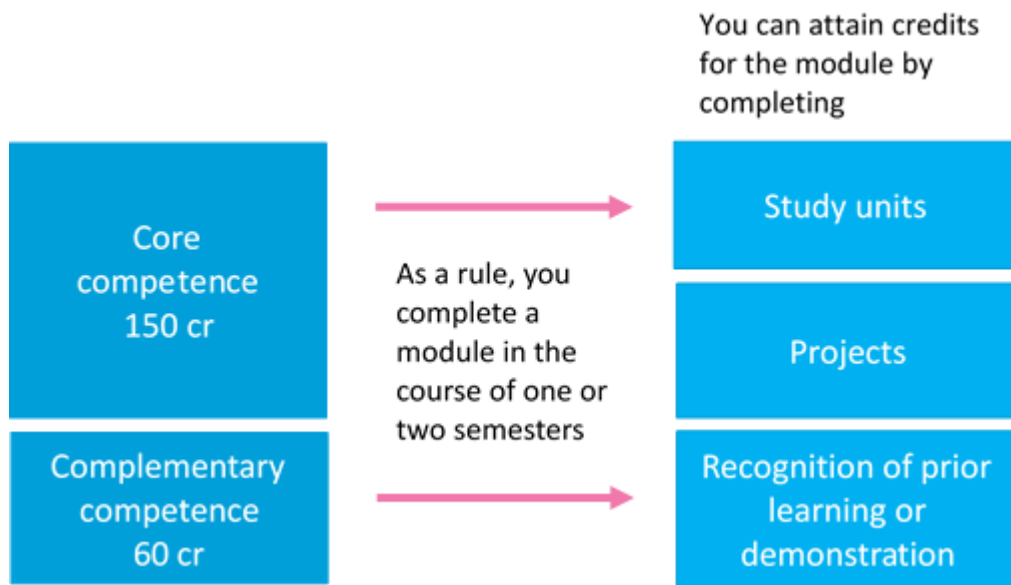 You can attain credits
for the module by
completing
Core
competence
150 cr
Complementary
competence
60 cr
As a rule, you
complete a
module in the
course of one or
two semesters
Study units
Projects
Recognition of prior
learning or
demonstration